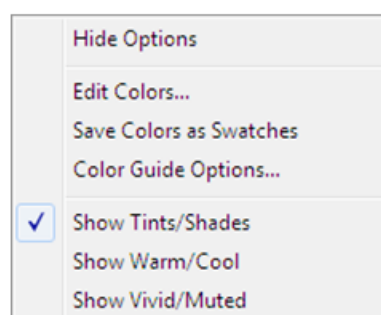 Hide Options
Edit Colors...
Save Colors as Swatches
Color Guide Options...
Show Tints/Shades
Show Warm/Cool
Show Vivid/Muted